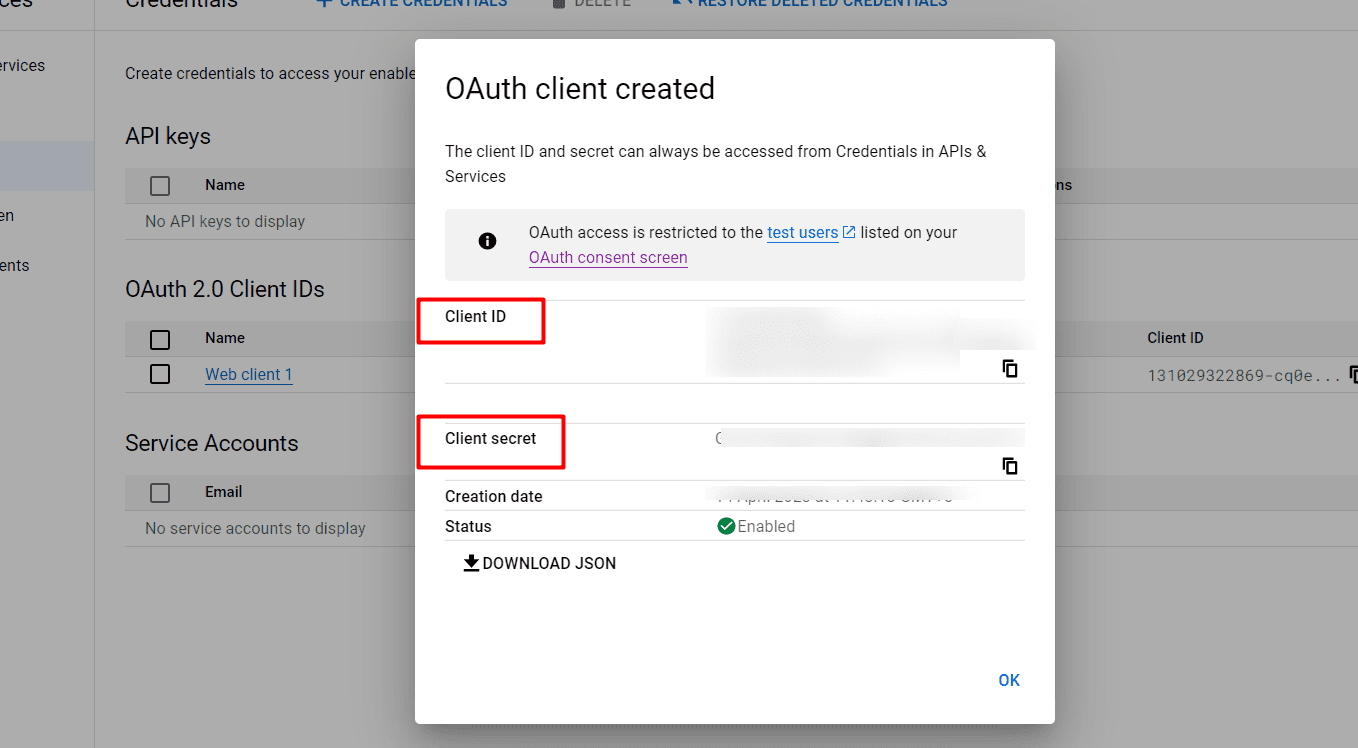 Credentials
CREATE CREDENTIALS
DELETE
RESTORE DELETED CREDENTIALS
ervices
en
ents
Create credentials to access your enable
API keys
Name
ns
No API keys to display
OAuth 2.0 Client IDs
Name
Client ID
Web client 1
131029322869-cq0e...
Service Accounts
Email
No service accounts to display
OAuth client created
The client ID and secret can always be accessed from Credentials in APIs &
Services
OAuth access is restricted to the test users listed on your
OAuth consent screen
Client ID
Client secret
Creation date
Status
Enabled
DOWNLOAD JSON
OK